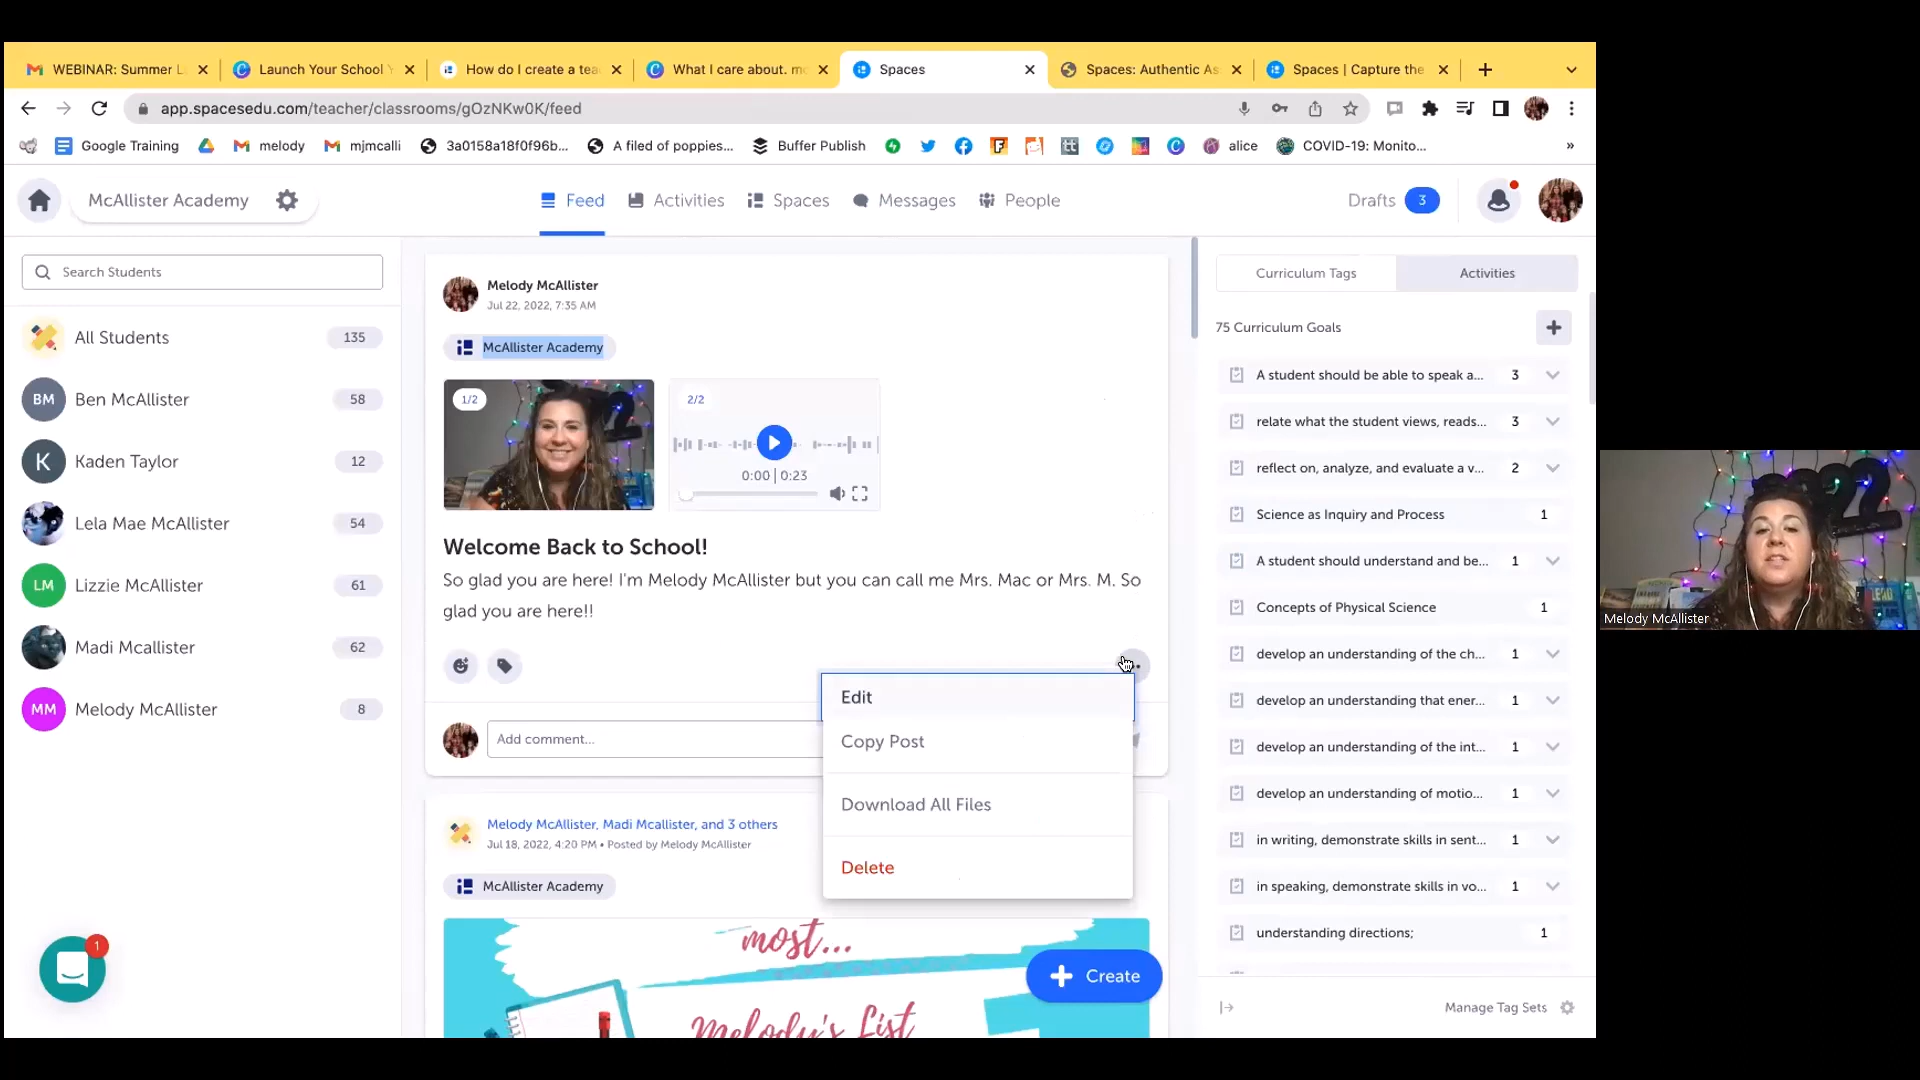 WEBINAR: Summer L
Launch Your School Y
How do I create a tea
What I care about. m
Spaces
Spaces: Authentic As
Spaces | Capture the
app.spacesedu.com/teacher/classrooms/gOzNKw0K/feed
Google Training
melody
mjmcalli
3a0158a18f0f96b...
A filed of poppies...
Buffer Publish
alice
COVID-19: Monito...
»
McAllister Academy
Feed
Activities
Spaces
Messages
People
Drafts 3
Search Students
All Students 135
BM Ben McAllister 58
K Kaden Taylor 12
Lela Mae McAllister 54
LM Lizzie McAllister 61
Madi Mcallister 62
MM Melody McAllister 8
1
Melody McAllister
Jul 22, 2022, 7:35 AM
McAllister Academy
1/2
2/2
0:00 | 0:23
Welcome Back to School!
So glad you are here! I'm Melody McAllister but you can call me Mrs. Mac or Mrs. M. So
glad you are here!!
Add comment...
Edit
Copy Post
Download All Files
Delete
Melody McAllister, Madi Mcallister, and 3 others
Jul 18, 2022, 4:20 PM • Posted by Melody McAllister
McAllister Academy
most...
Melody's List
Create
Curriculum Tags
Activities
75 Curriculum Goals
A student should be able to speak a... 3
relate what the student views, reads... 3
reflect on, analyze, and evaluate a v... 2
Science as Inquiry and Process 1
A student should understand and be... 1
Concepts of Physical Science 1
develop an understanding of the ch... 1
develop an understanding that ener... 1
develop an understanding of the int... 1
develop an understanding of motio... 1
in writing, demonstrate skills in sent... 1
in speaking, demonstrate skills in vo... 1
understanding directions; 1
Manage Tag Sets
Melody McAllister